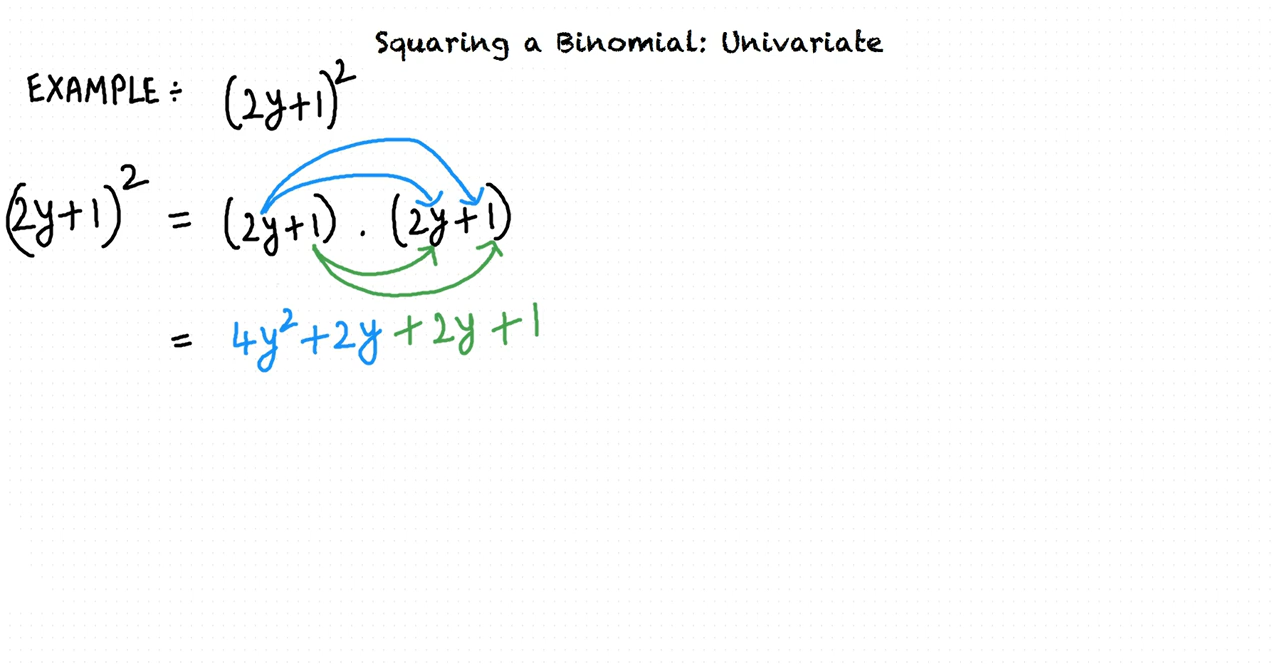 Squaring a Binomial: Univariate
EXAMPLE ÷ (2y+1)²
(2y+1)² = (2y+1) . (2y+1)
= 4y² + 2y + 2y + 1